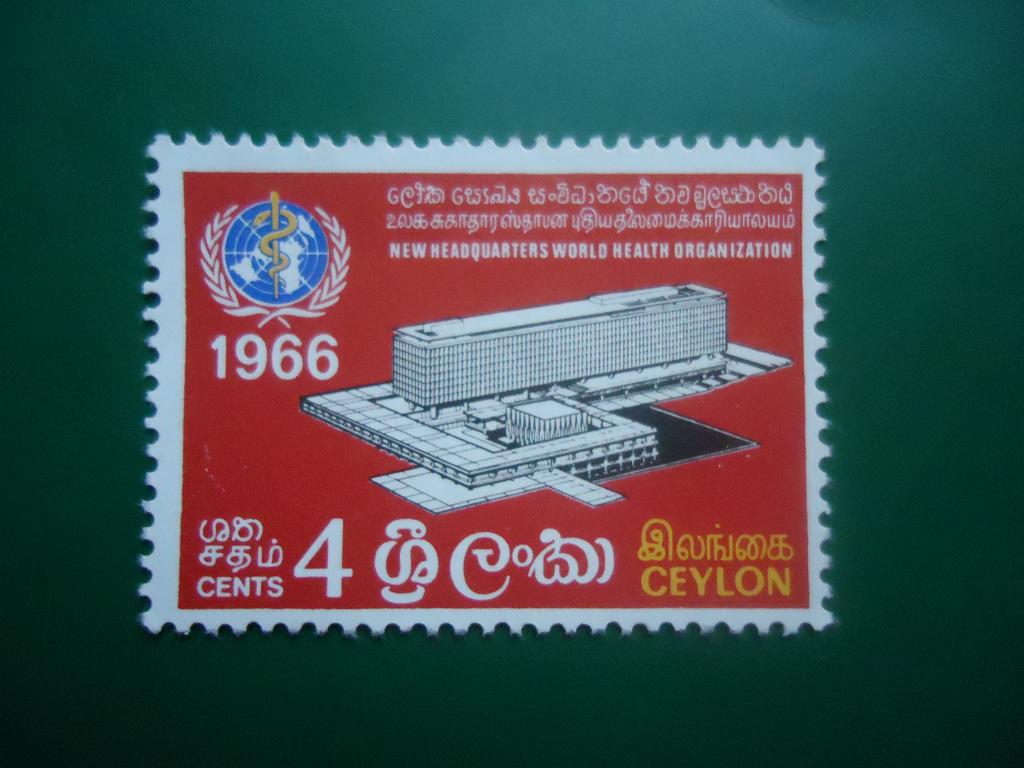 ලෝක සෞඛ්‍ය සංවිධානයේ නව මූලස්ථානය
உலக சுகாதார ஸ்தாபன புதிய தலைமைக்காரியாலயம்
NEW HEADQUARTERS WORLD HEALTH ORGANIZATION
1966
ශත
சதம்
CENTS
4
ශ්‍රී ලංකා
இலங்கை
CEYLON